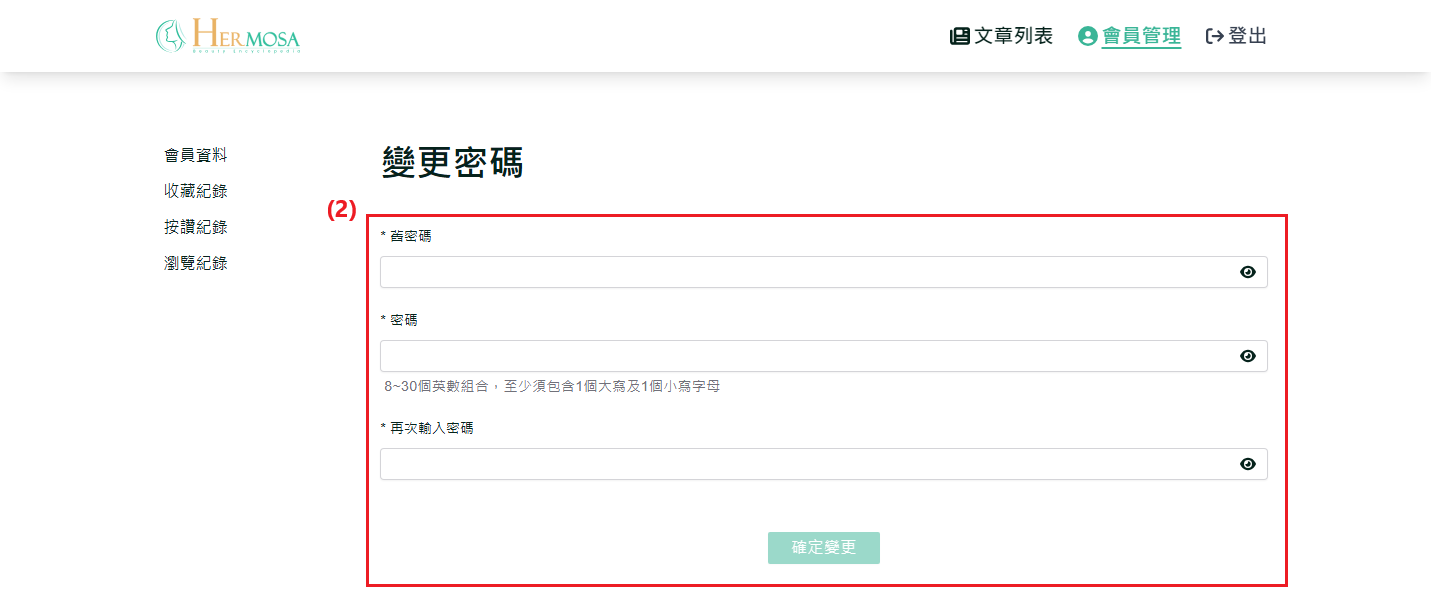 HERMOSA
Beauty Encyclopedia
文章列表
會員管理
登出
會員資料
收藏紀錄
按讚紀錄
瀏覽紀錄
變更密碼
(2)
* 舊密碼
* 密碼
8~30個英數組合，至少須包含1個大寫及1個小寫字母
* 再次輸入密碼
確定變更